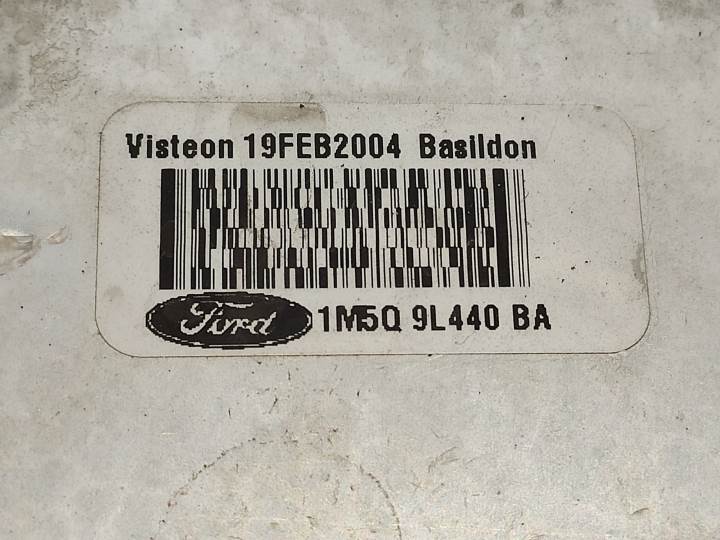 Visteon 19FEB2004 Basildon
Ford 1M5Q 9L440 BA